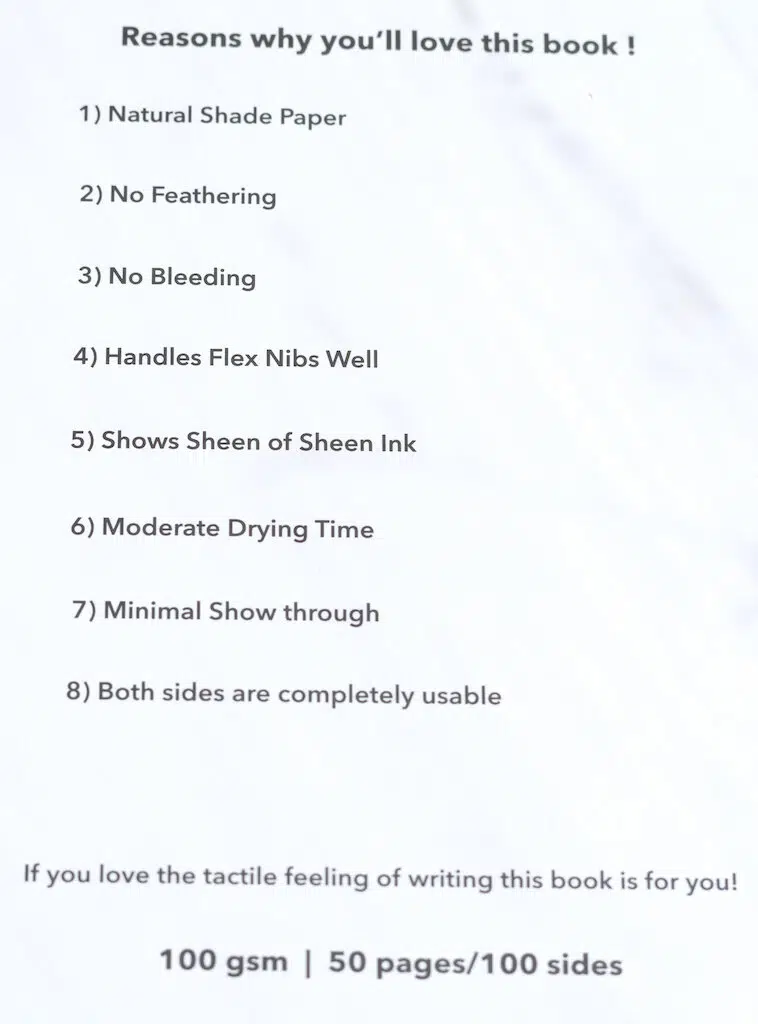 Reasons why you'll love this book !
1) Natural Shade Paper
2) No Feathering
3) No Bleeding
4) Handles Flex Nibs Well
5) Shows Sheen of Sheen Ink
6) Moderate Drying Time
7) Minimal Show through
8) Both sides are completely usable
If you love the tactile feeling of writing this book is for you!
100 gsm | 50 pages/100 sides